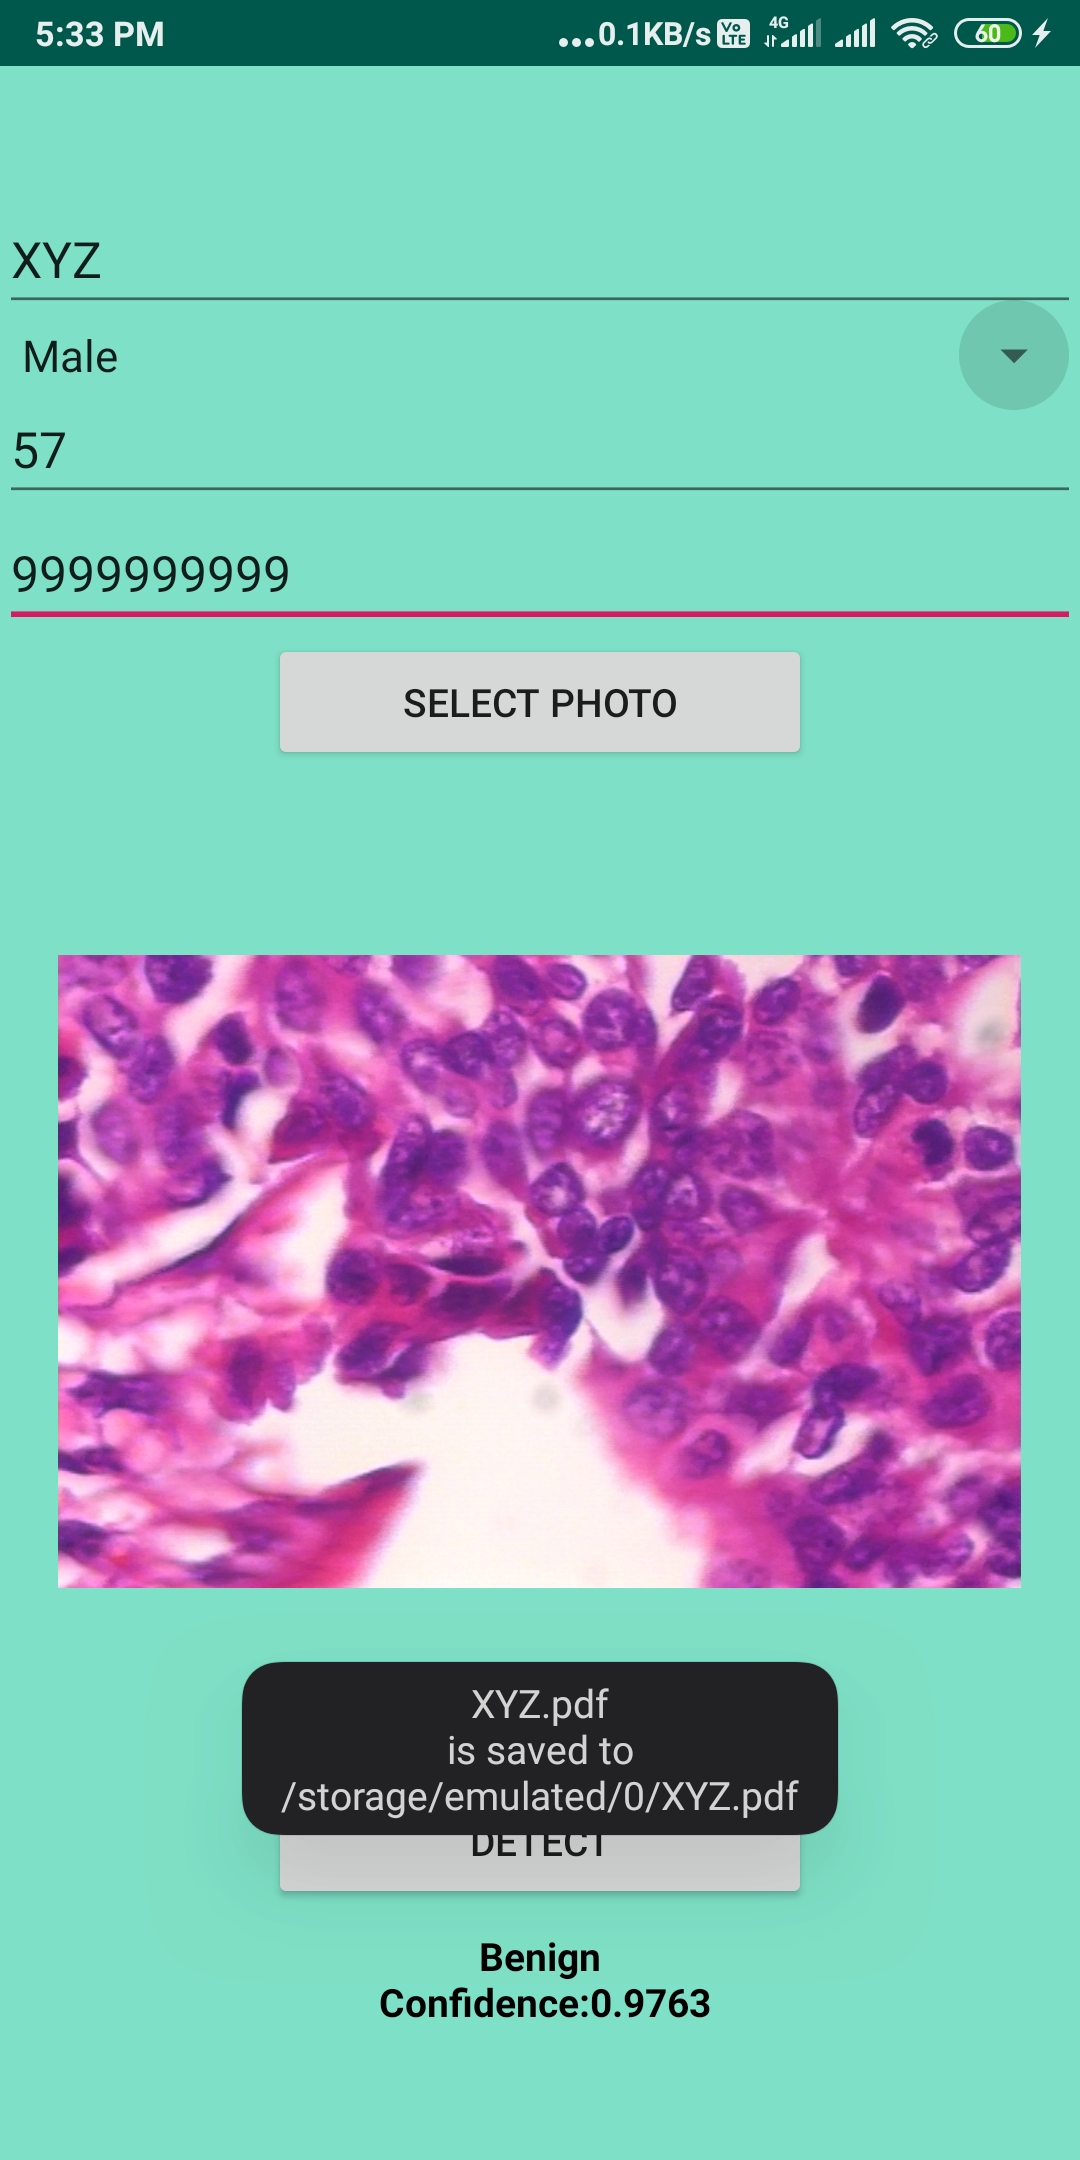 5:33 PM
...0.1KB/s Vo LTE 4G 60
XYZ
Male
57
9999999999
SELECT PHOTO
XYZ.pdf
is saved to
/storage/emulated/0/XYZ.pdf
DETECT
Benign
Confidence:0.9763